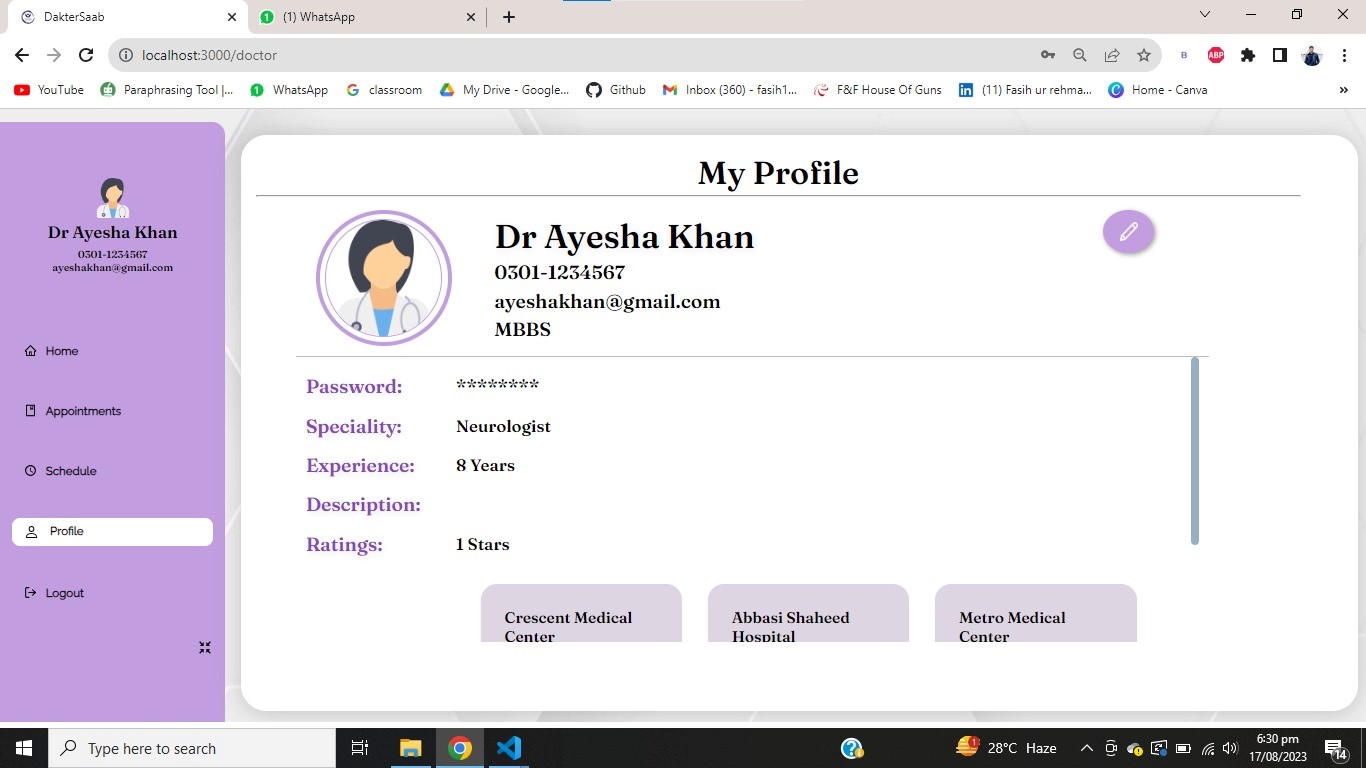 DakterSaab
(1) WhatsApp
localhost:3000/doctor
YouTube
Paraphrasing Tool |...
WhatsApp
classroom
My Drive - Google...
Github
Inbox (360) - fasih1...
F&F House Of Guns
(11) Fasih ur rehma...
Home - Canva
»
Dr Ayesha Khan
0301-1234567
ayeshakhan@gmail.com
Home
Appointments
Schedule
Profile
Logout
My Profile
Dr Ayesha Khan
0301-1234567
ayeshakhan@gmail.com
MBBS
Password: ********
Speciality: Neurologist
Experience: 8 Years
Description:
Ratings: 1 Stars
Crescent Medical
Center
Abbasi Shaheed
Hospital
Metro Medical
Center
Type here to search
28°C Haze
6:30 pm
17/08/2023
14